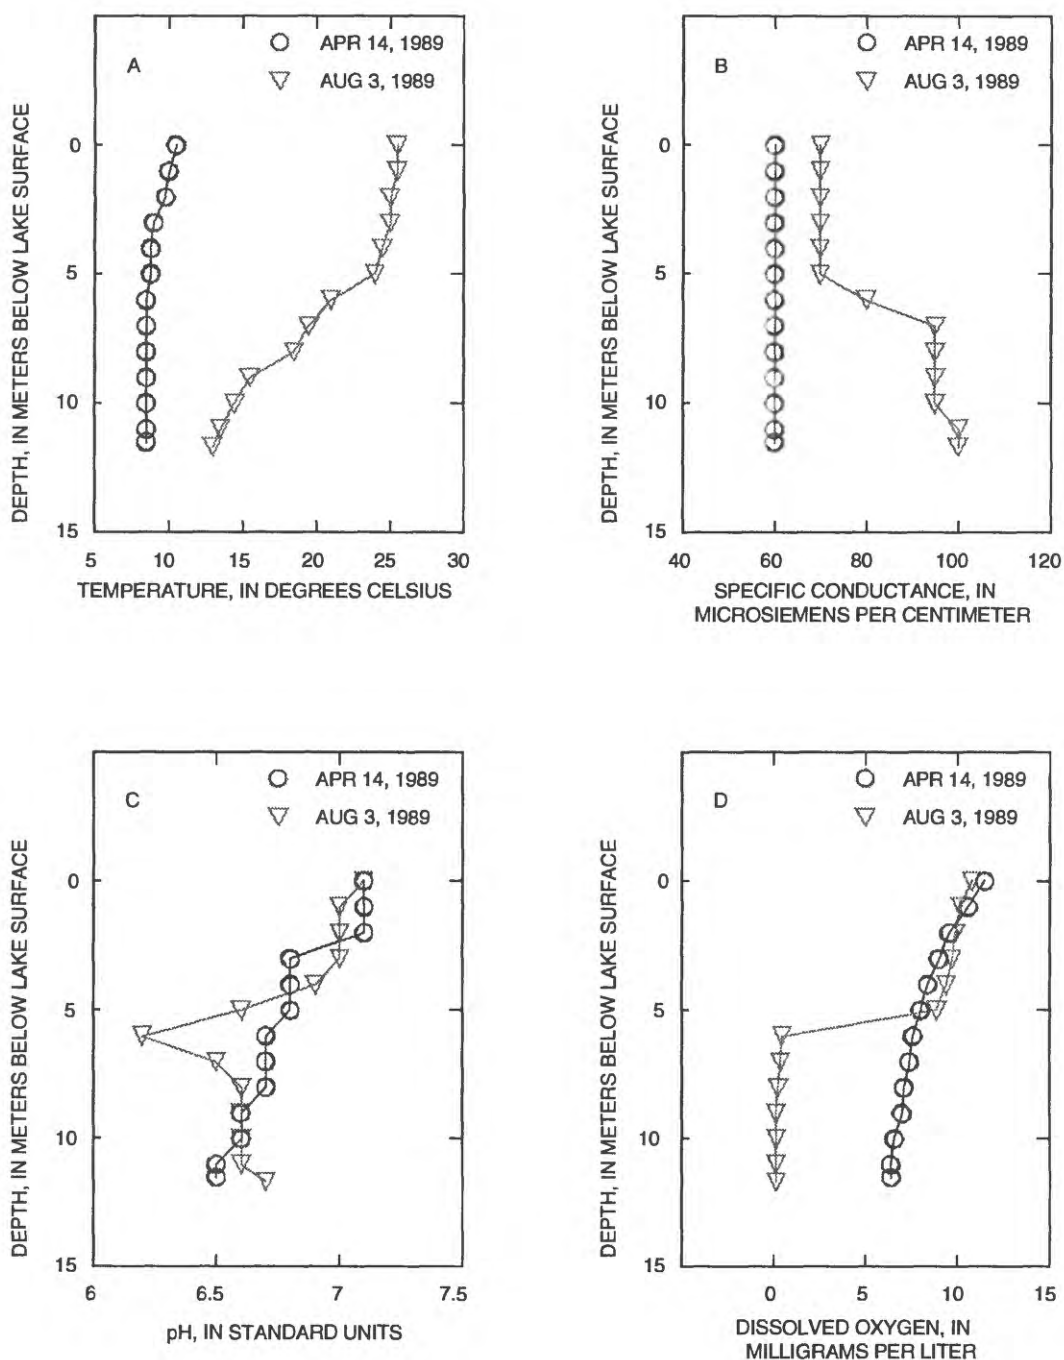 A
APR 14, 1989
AUG 3, 1989
DEPTH, IN METERS BELOW LAKE SURFACE
0
5
10
15
5 10 15 20 25 30
TEMPERATURE, IN DEGREES CELSIUS
B
APR 14, 1989
AUG 3, 1989
DEPTH, IN METERS BELOW LAKE SURFACE
0
5
10
15
40 60 80 100 120
SPECIFIC CONDUCTANCE, IN
MICROSIEMENS PER CENTIMETER
C
APR 14, 1989
AUG 3, 1989
DEPTH, IN METERS BELOW LAKE SURFACE
0
5
10
15
6 6.5 7 7.5
pH, IN STANDARD UNITS
D
APR 14, 1989
AUG 3, 1989
DEPTH, IN METERS BELOW LAKE SURFACE
0
5
10
15
0 5 10 15
DISSOLVED OXYGEN, IN
MILLIGRAMS PER LITER